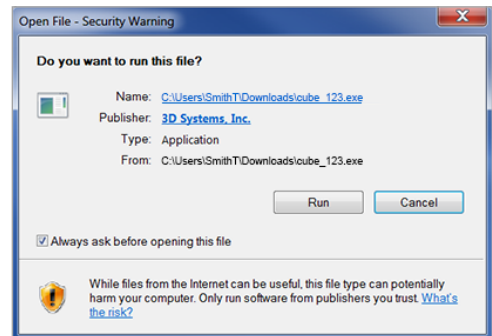 Open File - Security Warning
Do you want to run this file?
Name: C:\Users\SmithT\Downloads\cube_123.exe
Publisher: 3D Systems, Inc.
Type: Application
From: C:\Users\SmithT\Downloads\cube_123.exe
Run Cancel
Always ask before opening this file
While files from the Internet can be useful, this file type can potentially
harm your computer. Only run software from publishers you trust. What's
the risk?